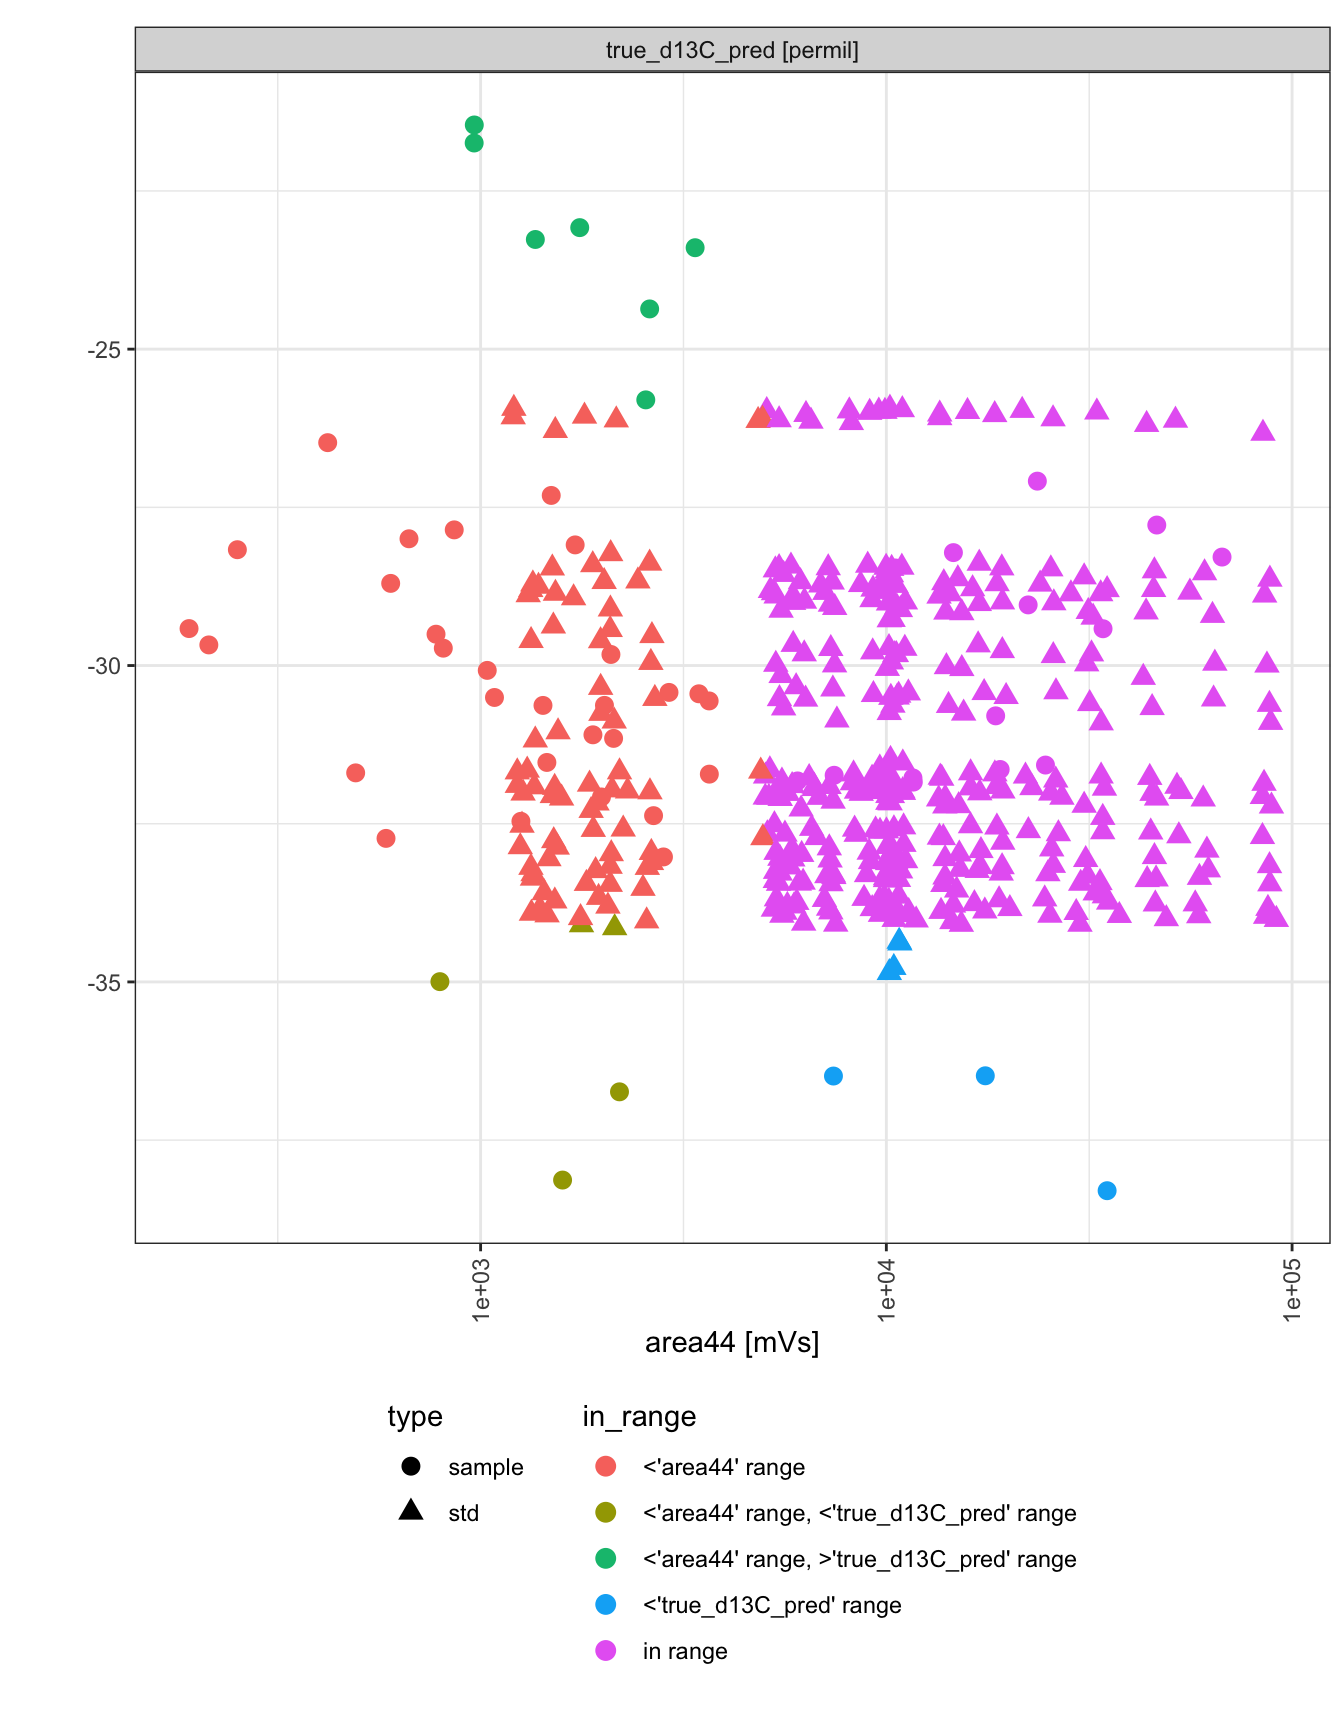 true_d13C_pred [permil]
-25
-30
-35
1e+03
1e+04
1e+05
area44 [mVs]
type
sample
std
in_range
<'area44' range
<'area44' range, <'true_d13C_pred' range
<'area44' range, >'true_d13C_pred' range
<'true_d13C_pred' range
in range